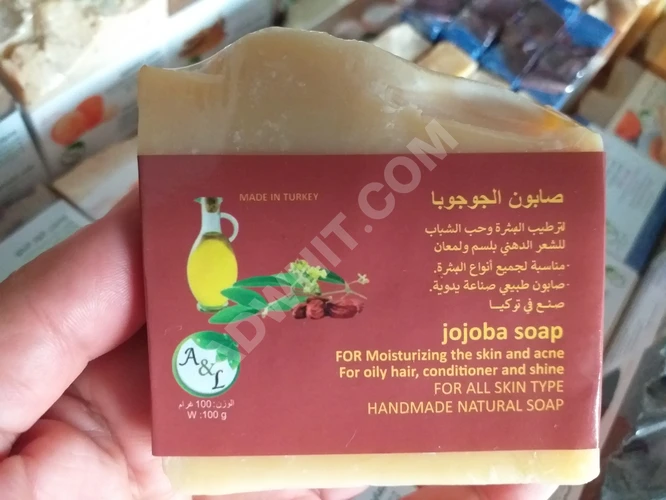 MADE IN TURKEY
صابون الجوجوبا
لترطيب البشرة وحب الشباب
للشعر الدهني بلسم ولمعان
-مناسبة لجميع أنواع البشرة.
-صابون طبيعي صناعة يدوية.
صنع في تركيا
jojoba soap
FOR Moisturizing the skin and acne
For oily hair, conditioner and shine
FOR ALL SKIN TYPE
HANDMADE NATURAL SOAP
A&L
الوزن: 100 غرام
W :100 g